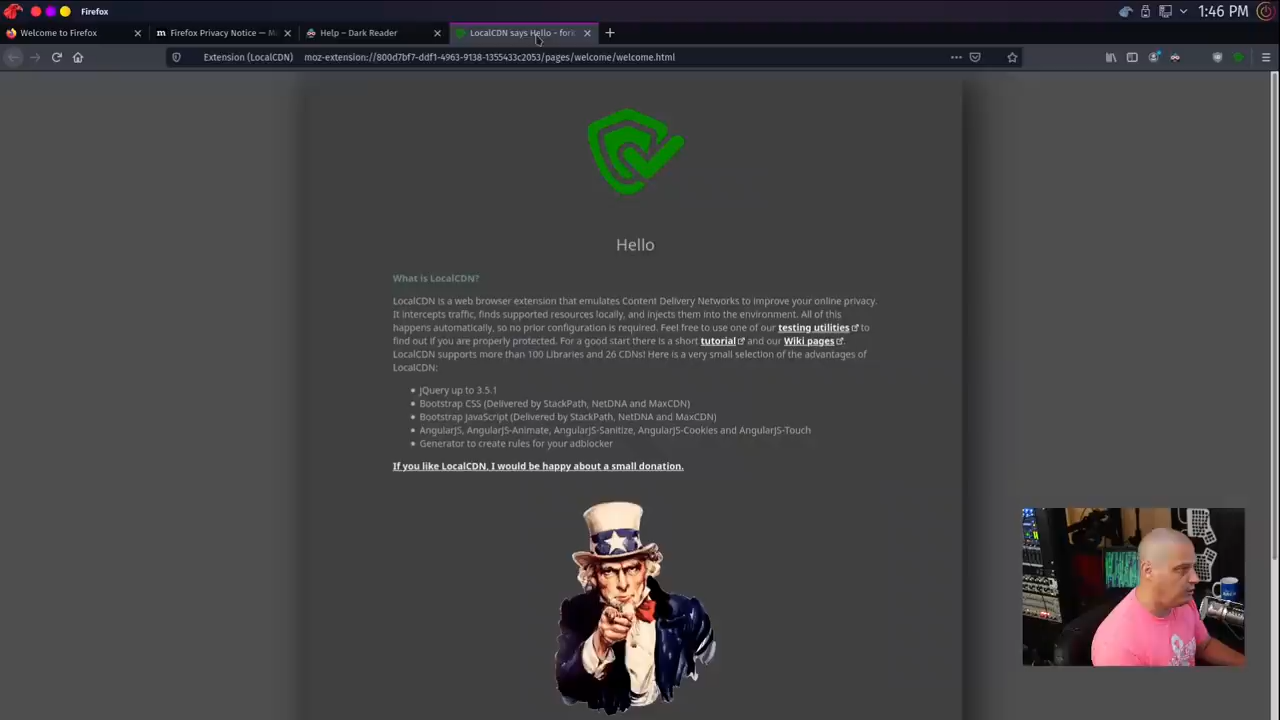 Firefox
1:46 PM
Welcome to Firefox
Firefox Privacy Notice — M
Help – Dark Reader
LocalCDN says Hello - fork
Extension (LocalCDN)
moz-extension://800d7bf7-ddf1-4963-9138-1355433c2053/pages/welcome/welcome.html
Hello
What is LocalCDN?
LocalCDN is a web browser extension that emulates Content Delivery Networks to improve your online privacy.
It intercepts traffic, finds supported resources locally, and injects them into the environment. All of this
happens automatically, so no prior configuration is required. Feel free to use one of our testing utilities to
find out if you are properly protected. For a good start there is a short tutorial and our Wiki pages.
LocalCDN supports more than 100 Libraries and 26 CDNs! Here is a very small selection of the advantages of
LocalCDN:
• jQuery up to 3.5.1
• Bootstrap CSS (Delivered by StackPath, NetDNA and MaxCDN)
• Bootstrap JavaScript (Delivered by StackPath, NetDNA and MaxCDN)
• AngularJS, AngularJS-Animate, AngularJS-Sanitize, AngularJS-Cookies and AngularJS-Touch
• Generator to create rules for your adblocker
If you like LocalCDN, I would be happy about a small donation.